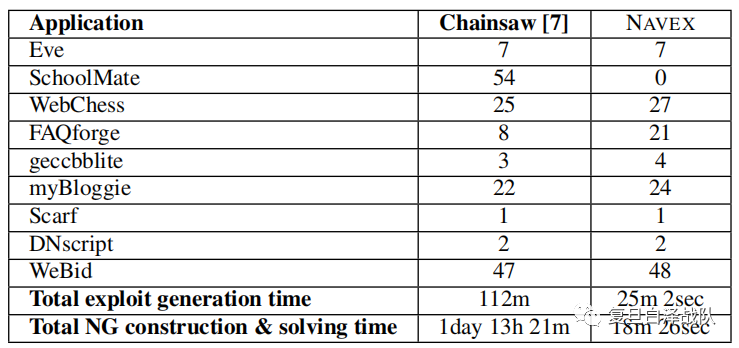 Application Chainsaw [7] NAVEX
Eve 7 7
SchoolMate 54 0
WebChess 25 27
FAQforge 8 21
geccbblite 3 4
myBloggie 22 24
Scarf 1 1
DNscript 2 2
WeBid 47 48
Total exploit generation time 112m 25m 2sec
Total NG construction & solving time 1day 13h 21m 18m 26sec
复旦白泽战队